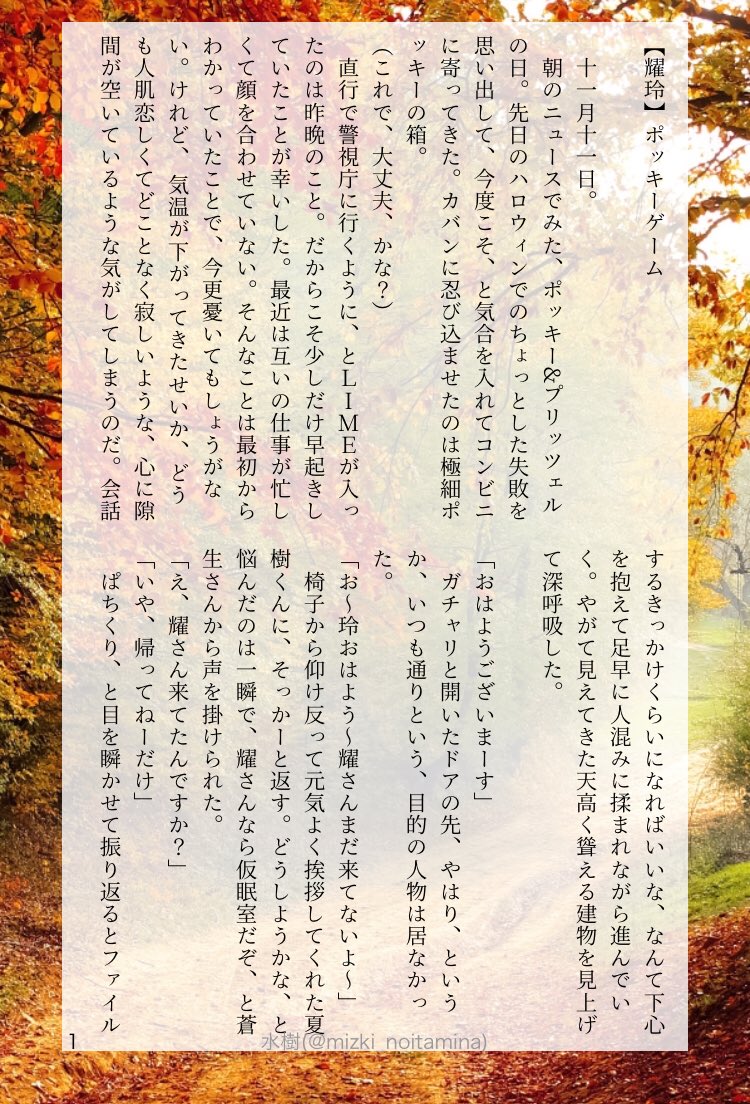 【耀玲】ポッキーゲーム
十一月十一日。
朝のニュースでみた、ポッキー&プリッツェル
の日。先日のハロウィンでのちょっとした失敗を
思い出して、今度こそ、と気合を入れてコンビニ
に寄ってきた。カバンに忍び込ませたのは極細ポ
ッキーの箱。
(これで、大丈夫、かな?)
直行で警視庁に行くように、とLIMEが入っ
たのは昨晩のこと。だからこそ少しだけ早起きし
ていたことが幸いした。最近は互いの仕事が忙し
くて顔を合わせていない。そんなことは最初から
わかっていたことで、今更憂いてもしょうがな
い。けれど、気温が下がってきたせいか、どう
も人肌恋しくてどことなく寂しいような、心に隙
間が空いているような気がしてしまうのだ。会話
するきっかけくらいになればいいな、なんて下心
を抱えて足早に人混みに揉まれながら進んでい
く。やがて見えてきた天高く聳える建物を見上げ
て深呼吸した。
「おはようございまーす」
ガチャリと開いたドアの先、やはり、という
か、いつも通りという、目的の人物は居なかっ
た。
「お〜玲おはよう〜耀さんまだ来てないよ〜」
椅子から仰け反って元気よく挨拶してくれた夏
樹くんに、そっかーと返す。どうしようかな、と
悩んだのは一瞬で、耀さんなら仮眠室だぞ、と蒼
生さんから声を掛けられた。
「え、耀さん来てたんですか?」
「いや、帰ってねーだけ」
ぱちくり、と目を瞬かせて振り返るとファイル
1
水樹(@mizki_noitamina)